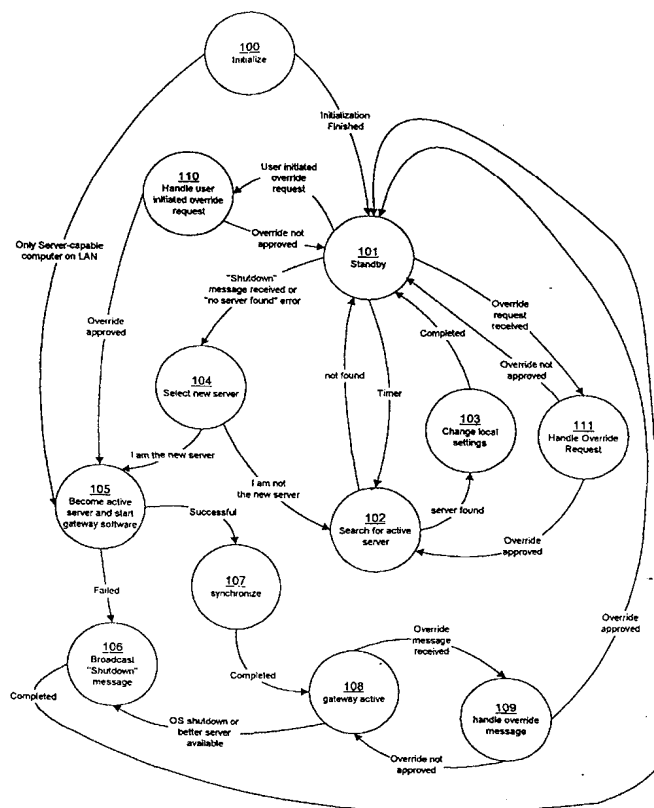 100
Initialize
Initialization
Finished
User initiated
override
request
110
Handle user
initiated override
request
Override not
approved
101
Standby
Only Server-capable
computer on LAN
"Shutdown"
message received or
"no server found" error
Override
request
received
Completed
Override
approved
Override not
approved
not found
Timer
104
Select new server
103
Change local
settings
111
Handle Override
Request
I am the new server
I am not
the new server
105
Become active
server and start
gateway software
Successful
102
Search for active
server
server found
Override
approved
107
synchronize
Failed
Override
message
received
Override
approved
106
Broadcast
"Shutdown"
message
Completed
Completed
108
gateway active
109
handle override
message
OS shutdown or
better server
available
Override not
approved